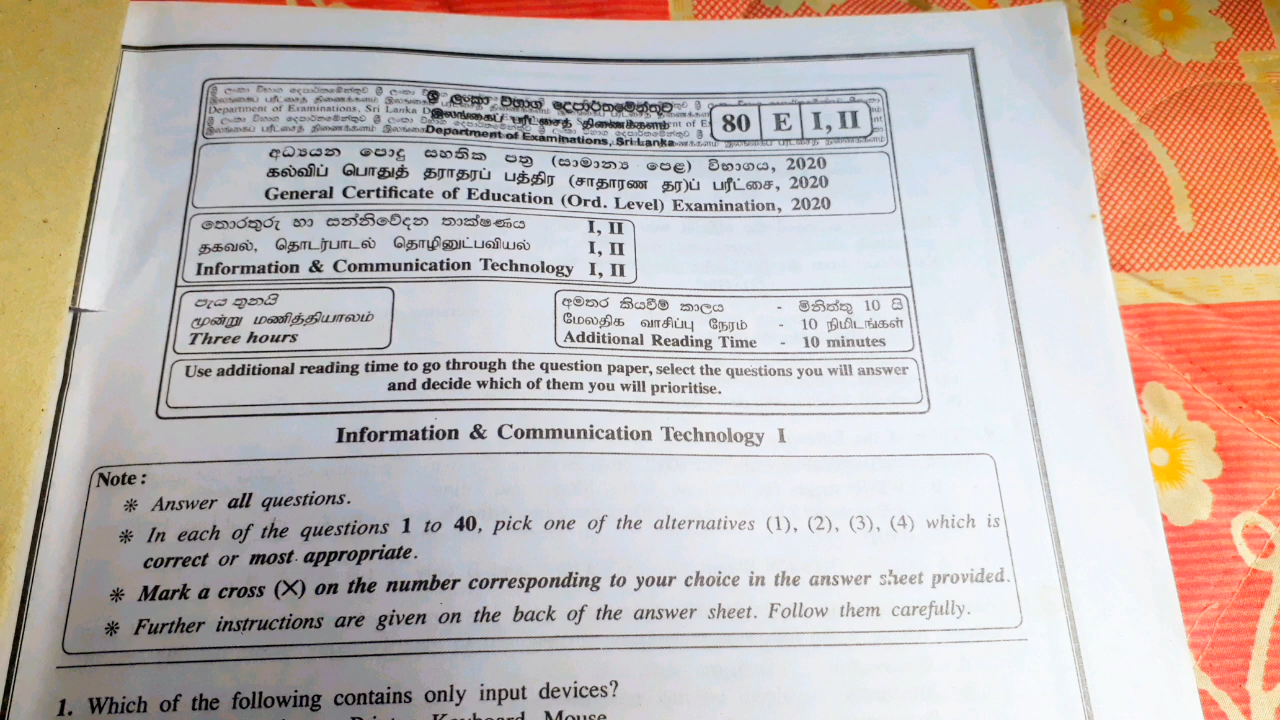 ශ්‍රී ලංකා විභාග දෙපාර්තමේන්තුව
இலங்கைப் பரீட்சைத் திணைக்களம்
Department of Examinations, Sri Lanka
80 E I, II
අධ්‍යයන පොදු සහතික පත්‍ර (සාමාන්‍ය පෙළ) විභාගය, 2020
கல்விப் பொதுத் தராதரப் பத்திர (சாதாரண தர)ப் பரீட்சை, 2020
General Certificate of Education (Ord. Level) Examination, 2020
තොරතුරු හා සන්නිවේදන තාක්ෂණය I, II
தகவல், தொடர்பாடல் தொழினுட்பவியல் I, II
Information & Communication Technology I, II
පැය තුනයි
மூன்று மணித்தியாலம்
Three hours
අමතර කියවීම් කාලය - මිනිත්තු 10 යි
மேலதிக வாசிப்பு நேரம் - 10 நிமிடங்கள்
Additional Reading Time - 10 minutes
Use additional reading time to go through the question paper, select the questions you will answer
and decide which of them you will prioritise.
Information & Communication Technology I
Note :
* Answer all questions.
* In each of the questions 1 to 40, pick one of the alternatives (1), (2), (3), (4) which is
correct or most appropriate.
* Mark a cross (X) on the number corresponding to your choice in the answer sheet provided.
* Further instructions are given on the back of the answer sheet. Follow them carefully.
1. Which of the following contains only input devices?
Keyboard, Mouse